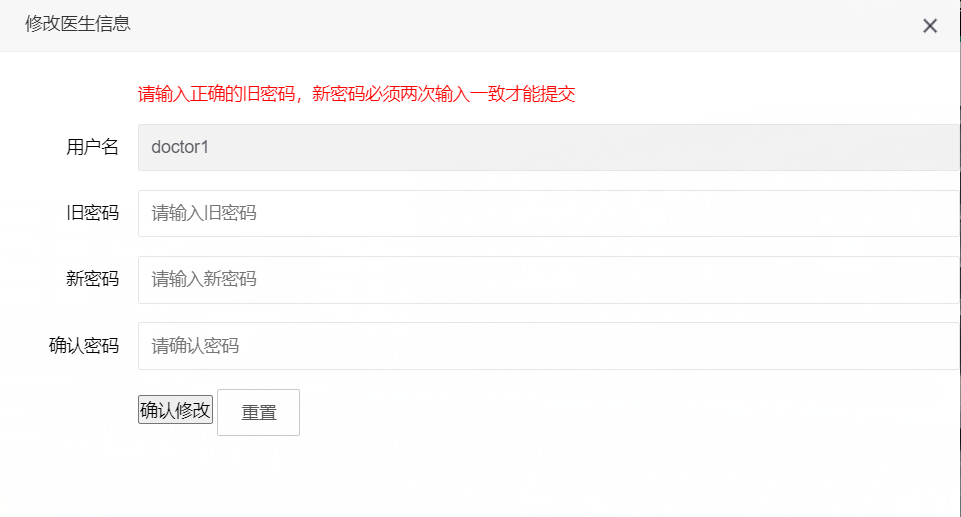 修改医生信息
请输入正确的旧密码，新密码必须两次输入一致才能提交
用户名 doctor1
旧密码 请输入旧密码
新密码 请输入新密码
确认密码 请确认密码
确认修改 重置